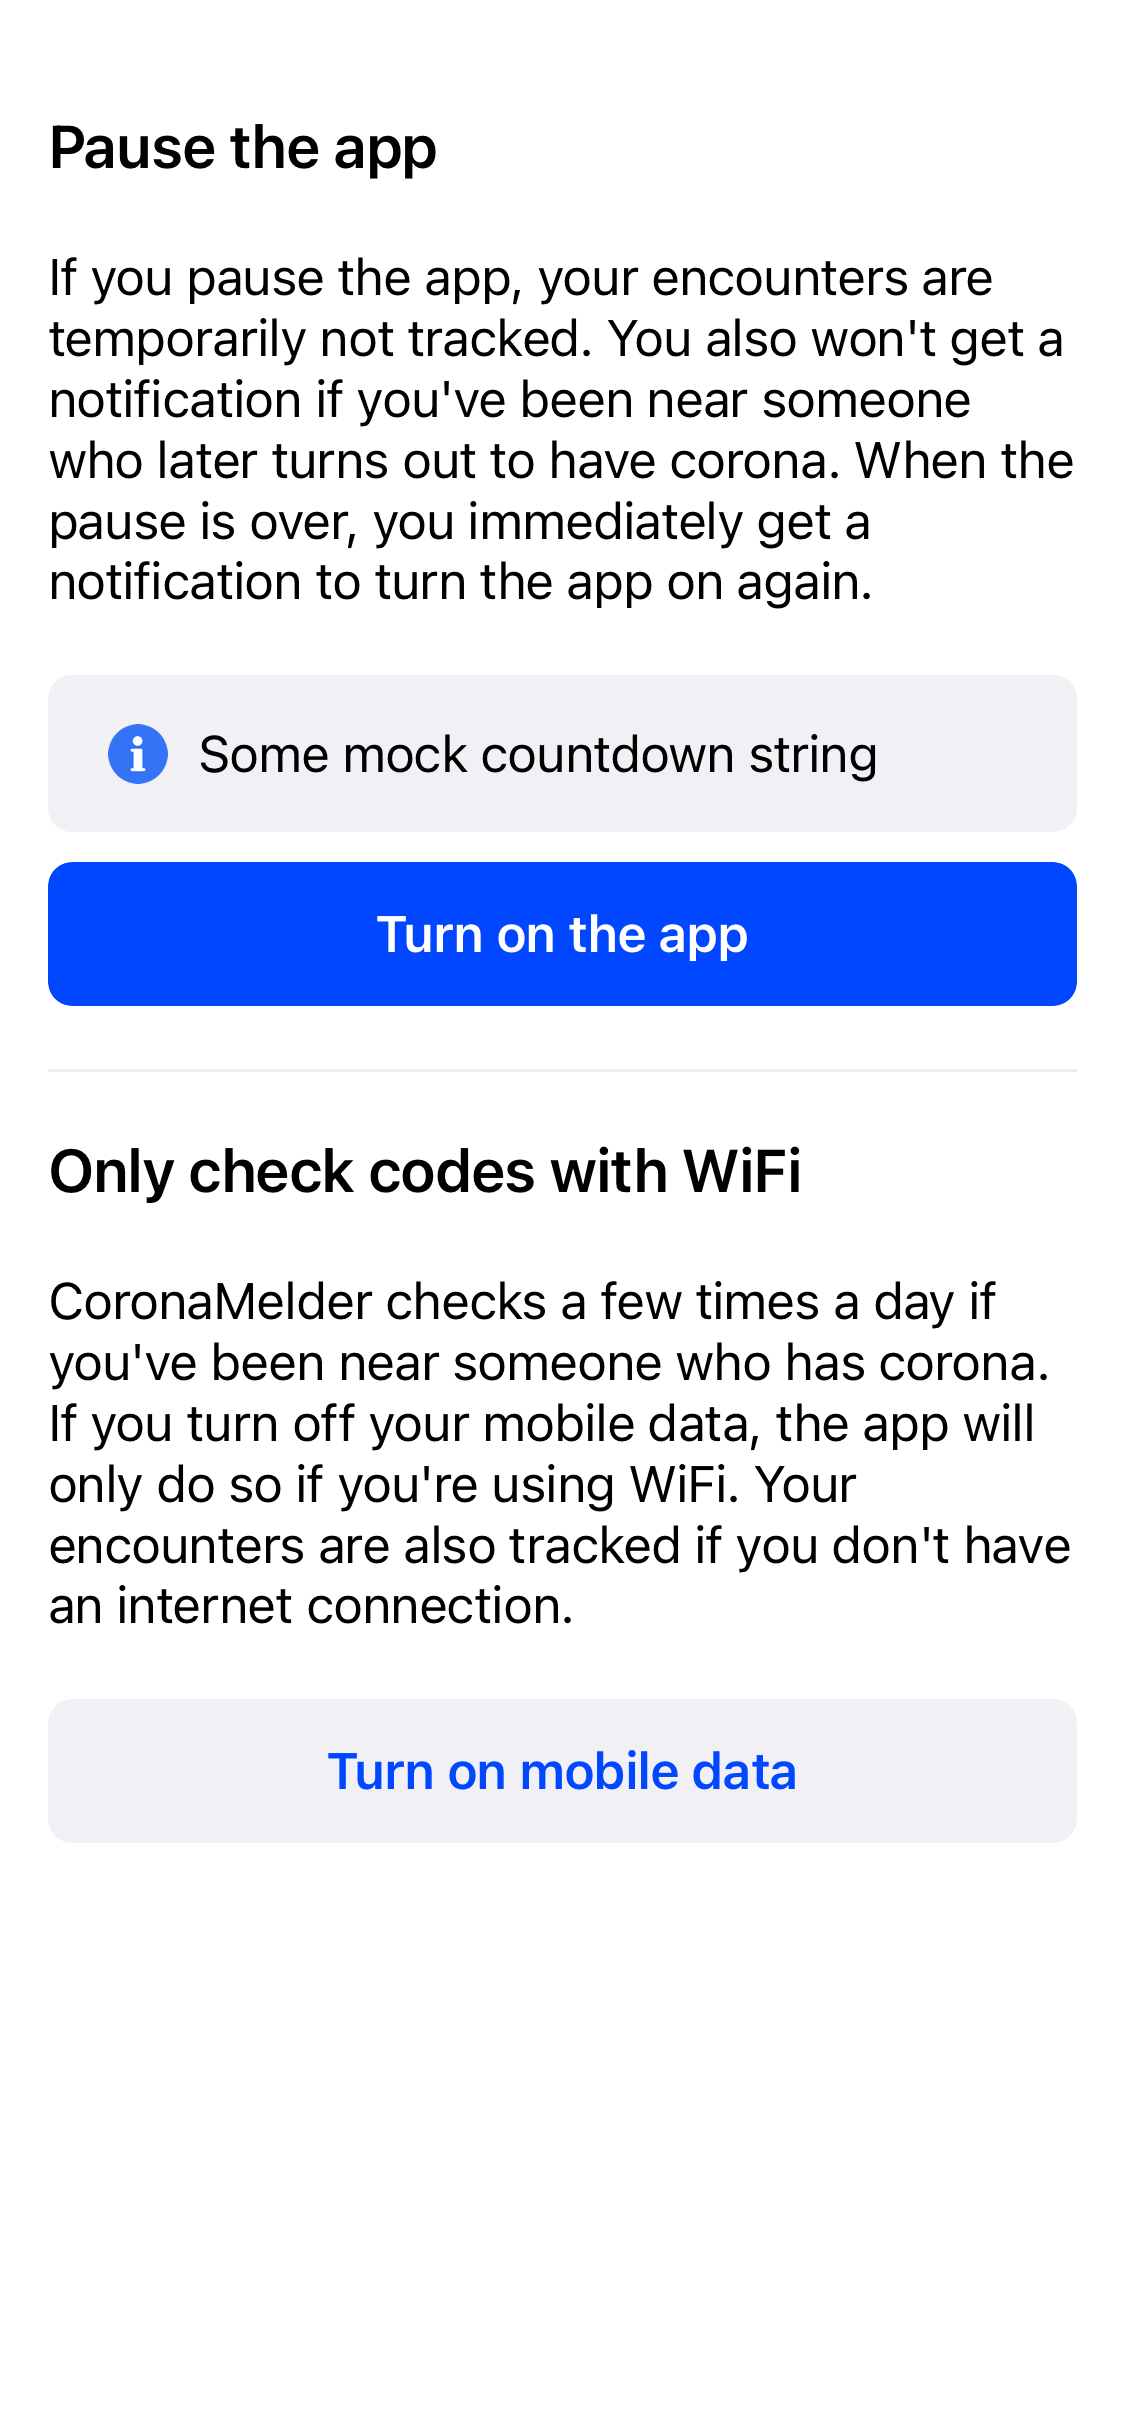 Pause the app
If you pause the app, your encounters are
temporarily not tracked. You also won't get a
notification if you've been near someone
who later turns out to have corona. When the
pause is over, you immediately get a
notification to turn the app on again.
Some mock countdown string
Turn on the app
Only check codes with WiFi
CoronaMelder checks a few times a day if
you've been near someone who has corona.
If you turn off your mobile data, the app will
only do so if you're using WiFi. Your
encounters are also tracked if you don't have
an internet connection.
Turn on mobile data